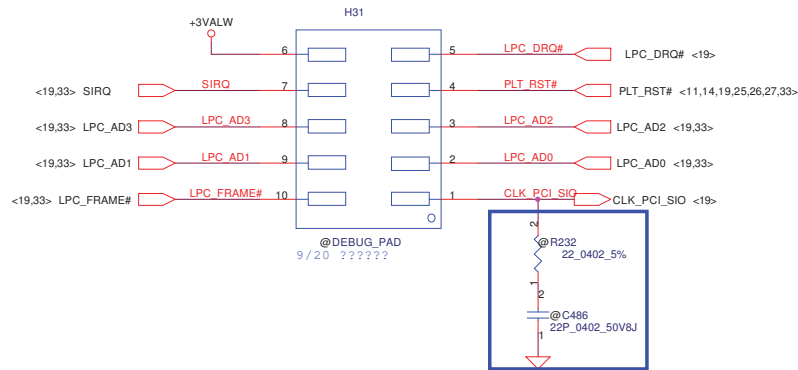 H31
+3VALW
6
5
LPC_DRQ#
LPC_DRQ# <19>
<19,33> SIRQ
SIRQ
7
4
PLT_RST#
PLT_RST# <11,14,19,25,26,27,33>
<19,33> LPC_AD3
LPC_AD3
8
3
LPC_AD2
LPC_AD2 <19,33>
<19,33> LPC_AD1
LPC_AD1
9
2
LPC_AD0
LPC_AD0 <19,33>
<19,33> LPC_FRAME#
LPC_FRAME#
10
1
CLK_PCI_SIO
CLK_PCI_SIO <19>
@DEBUG_PAD
9/20 ??????
2
@R232
22_0402_5%
1
2
@C486
22P_0402_50V8J
1